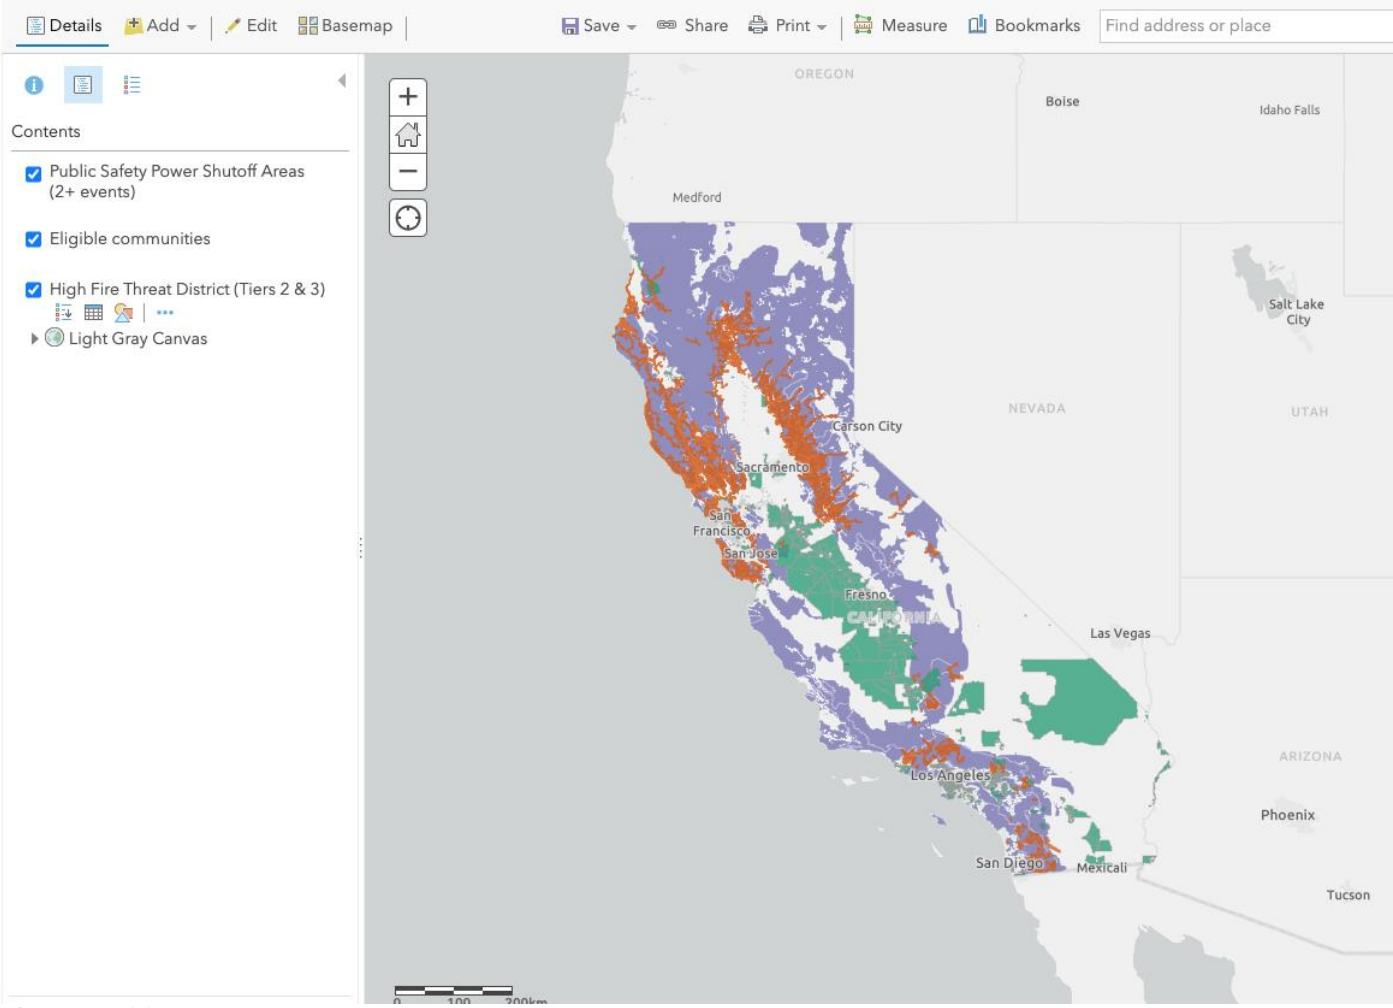 Details
Add
Edit
Basemap
Save
Share
Print
Measure
Bookmarks
Find address or place
Contents
Public Safety Power Shutoff Areas
(2+ events)
Eligible communities
High Fire Threat District (Tiers 2 & 3)
Light Gray Canvas
OREGON
Boise
Idaho Falls
Medford
Salt Lake
City
NEVADA
UTAH
Carson City
Sacramento
San
Francisco
San Jose
Fresno
CALIFORNIA
Las Vegas
ARIZONA
Los Angeles
Phoenix
San Diego
Mexicali
Tucson
0 100 200km